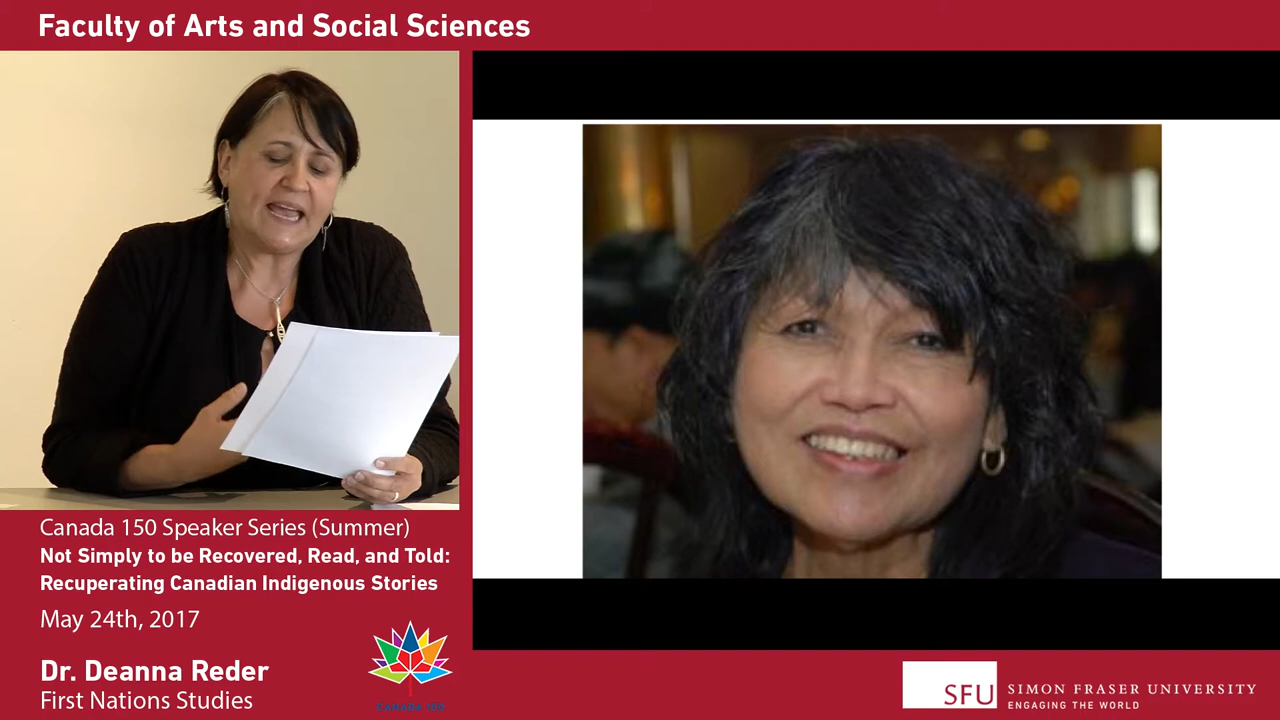 Faculty of Arts and Social Sciences
Canada 150 Speaker Series (Summer)
Not Simply to be Recovered, Read, and Told:
Recuperating Canadian Indigenous Stories
May 24th, 2017
Dr. Deanna Reder
First Nations Studies
CANADA 150
SFU
SIMON FRASER UNIVERSITY
ENGAGING THE WORLD